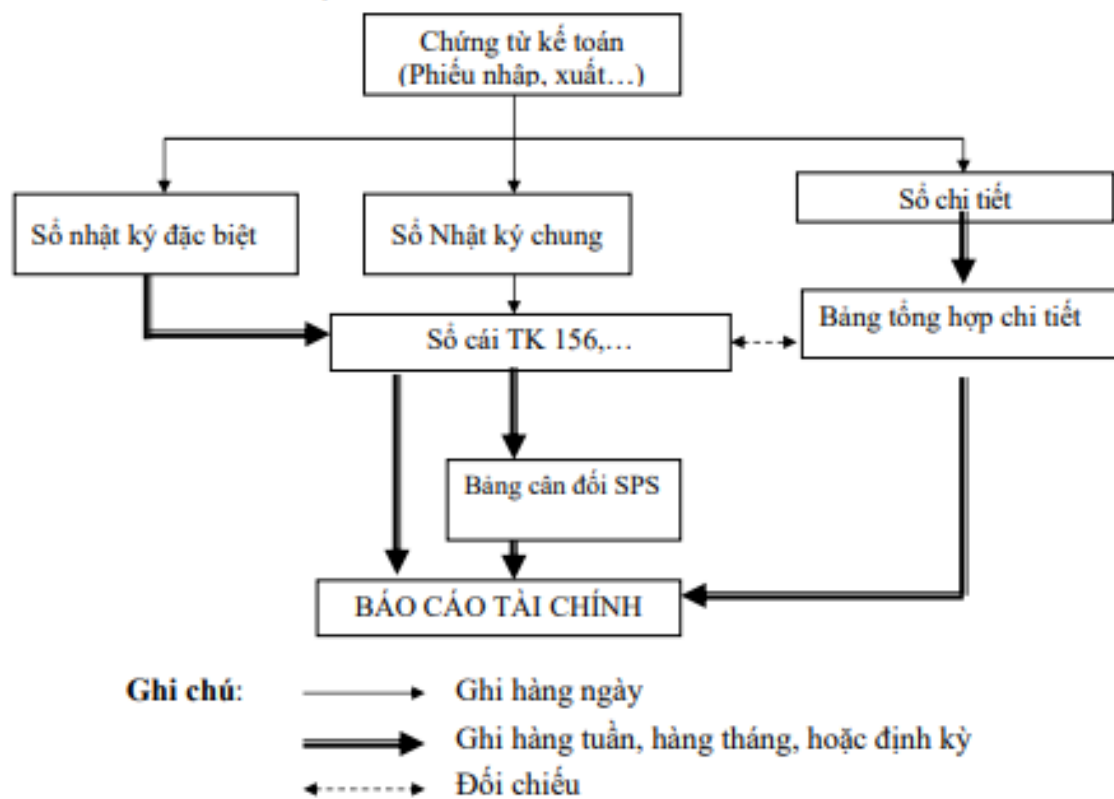 Chứng từ kế toán
(Phiếu nhập, xuất…)
Sổ nhật ký đặc biệt
Sổ Nhật ký chung
Sổ chi tiết
Bảng tổng hợp chi tiết
Sổ cái TK 156,…
Bảng cân đối SPS
BÁO CÁO TÀI CHÍNH
Ghi chú:
Ghi hàng ngày
Ghi hàng tuần, hàng tháng, hoặc định kỳ
Đối chiếu